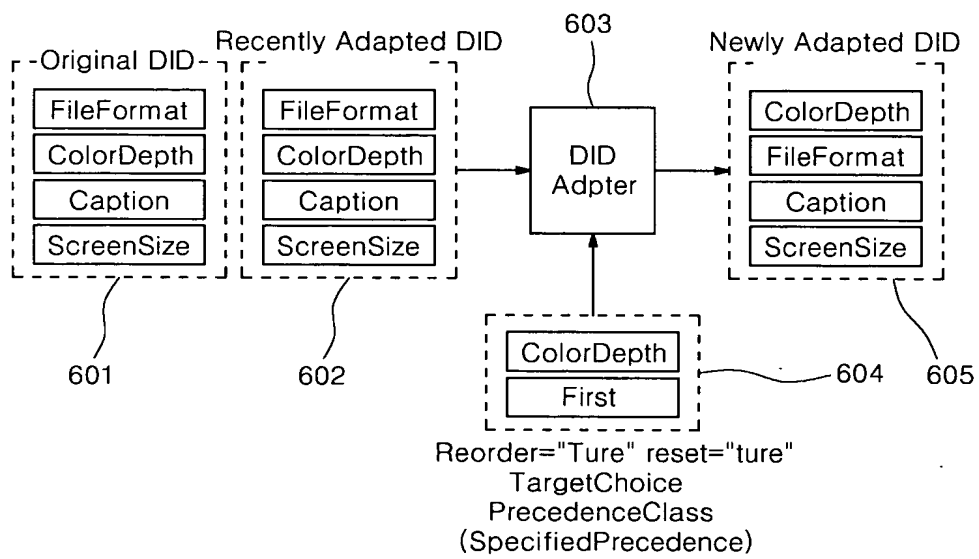 Original DID
FileFormat
ColorDepth
Caption
ScreenSize
601
Recently Adapted DID
FileFormat
ColorDepth
Caption
ScreenSize
602
603
DID
Adpter
ColorDepth
First
604
Reorder="Ture" reset="ture"
TargetChoice
PrecedenceClass
(SpecifiedPrecedence)
Newly Adapted DID
ColorDepth
FileFormat
Caption
ScreenSize
605